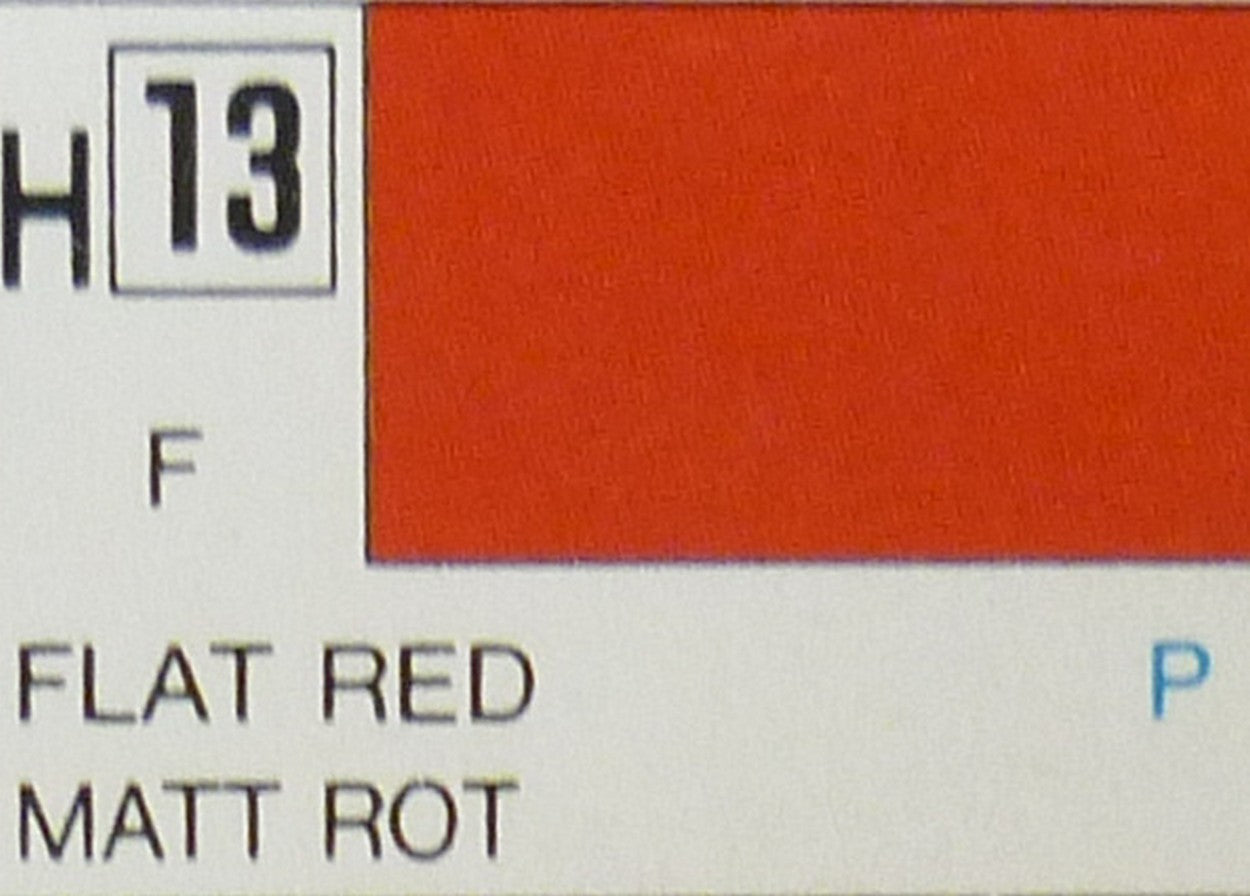 H 13
F
FLAT RED P
MATT ROT